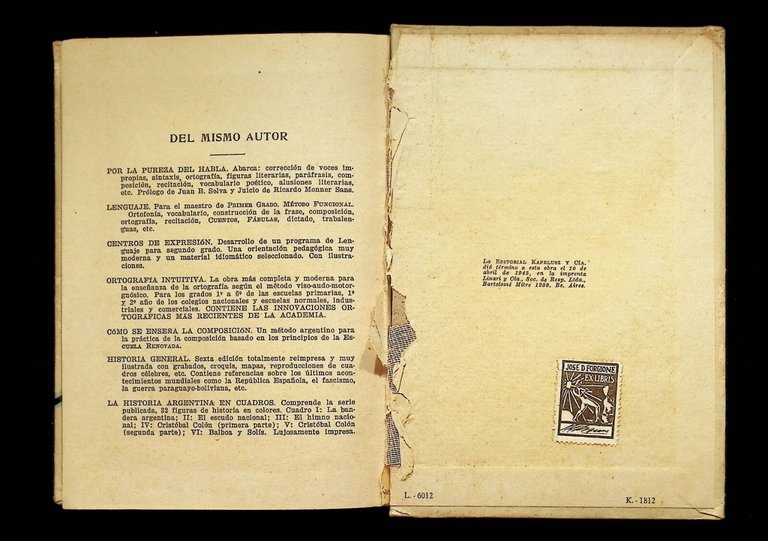 DEL MISMO AUTOR
POR LA PUREZA DEL HABLA. Abarca: corrección de voces im-
propias, sintaxis, ortografía, figuras literarias, paráfrasis, com-
posición, recitación, vocabulario poético, alusiones literarias,
etc. Prólogo de Juan B. Selva y Juicio de Ricardo Monner Sans.
LENGUAJE. Para el maestro de PRIMER GRADO. MÉTODO FUNCIONAL.
Ortofonía, vocabulario, construcción de la frase, composición,
ortografía, recitación, CUENTOS, FÁBULAS, dictado, trabalen-
guas, etc.
CENTROS DE EXPRESIÓN. Desarrollo de un programa de Len-
guaje para segundo grado. Una orientación pedagógica muy
moderna y un material idiomático seleccionado. Con ilustra-
ciones.
ORTOGRAFÍA INTUITIVA. La obra más completa y moderna para
la enseñanza de la ortografía según el método viso-audo-motor-
gnósico. Para los grados 1º a 6º de las escuelas primarias, 1º
y 2º año de los colegios nacionales y escuelas normales, indus-
triales y comerciales. CONTIENE LAS INNOVACIONES OR-
TOGRÁFICAS MÁS RECIENTES DE LA ACADEMIA.
CÓMO SE ENSEÑA LA COMPOSICIÓN. Un método argentino para
la práctica de la composición basado en los principios de la ES-
CUELA RENOVADA.
HISTORIA GENERAL. Sexta edición totalmente reimpresa y muy
ilustrada con grabados, croquis, mapas, reproducciones de cua-
dros célebres, etc. Contiene referencias sobre los últimos acon-
tecimientos mundiales como la República Española, el fascismo,
la guerra paraguayo-boliviana, etc.
LA HISTORIA ARGENTINA EN CUADROS. Comprende la serie
publicada, 33 figuras de historia en colores. Cuadro I: La ban-
dera argentina; II: El escudo nacional; III: El himno nacio-
nal; IV: Cristóbal Colón (primera parte); V: Cristóbal Colón
(segunda parte); VI: Balboa y Solís. Lujosamente impresa.
LA EDITORIAL KAPELUSZ Y CÍA.
dió término a esta obra el 10 de
abril de 1945, en la imprenta
Linari y Cía., Soc. de Resp. Ltda.,
Bartolomé Mitre 1259, Bs. Aires.
JOSE D. FORGIONE
EX LIBRIS
L. - 6012
K. - 1812